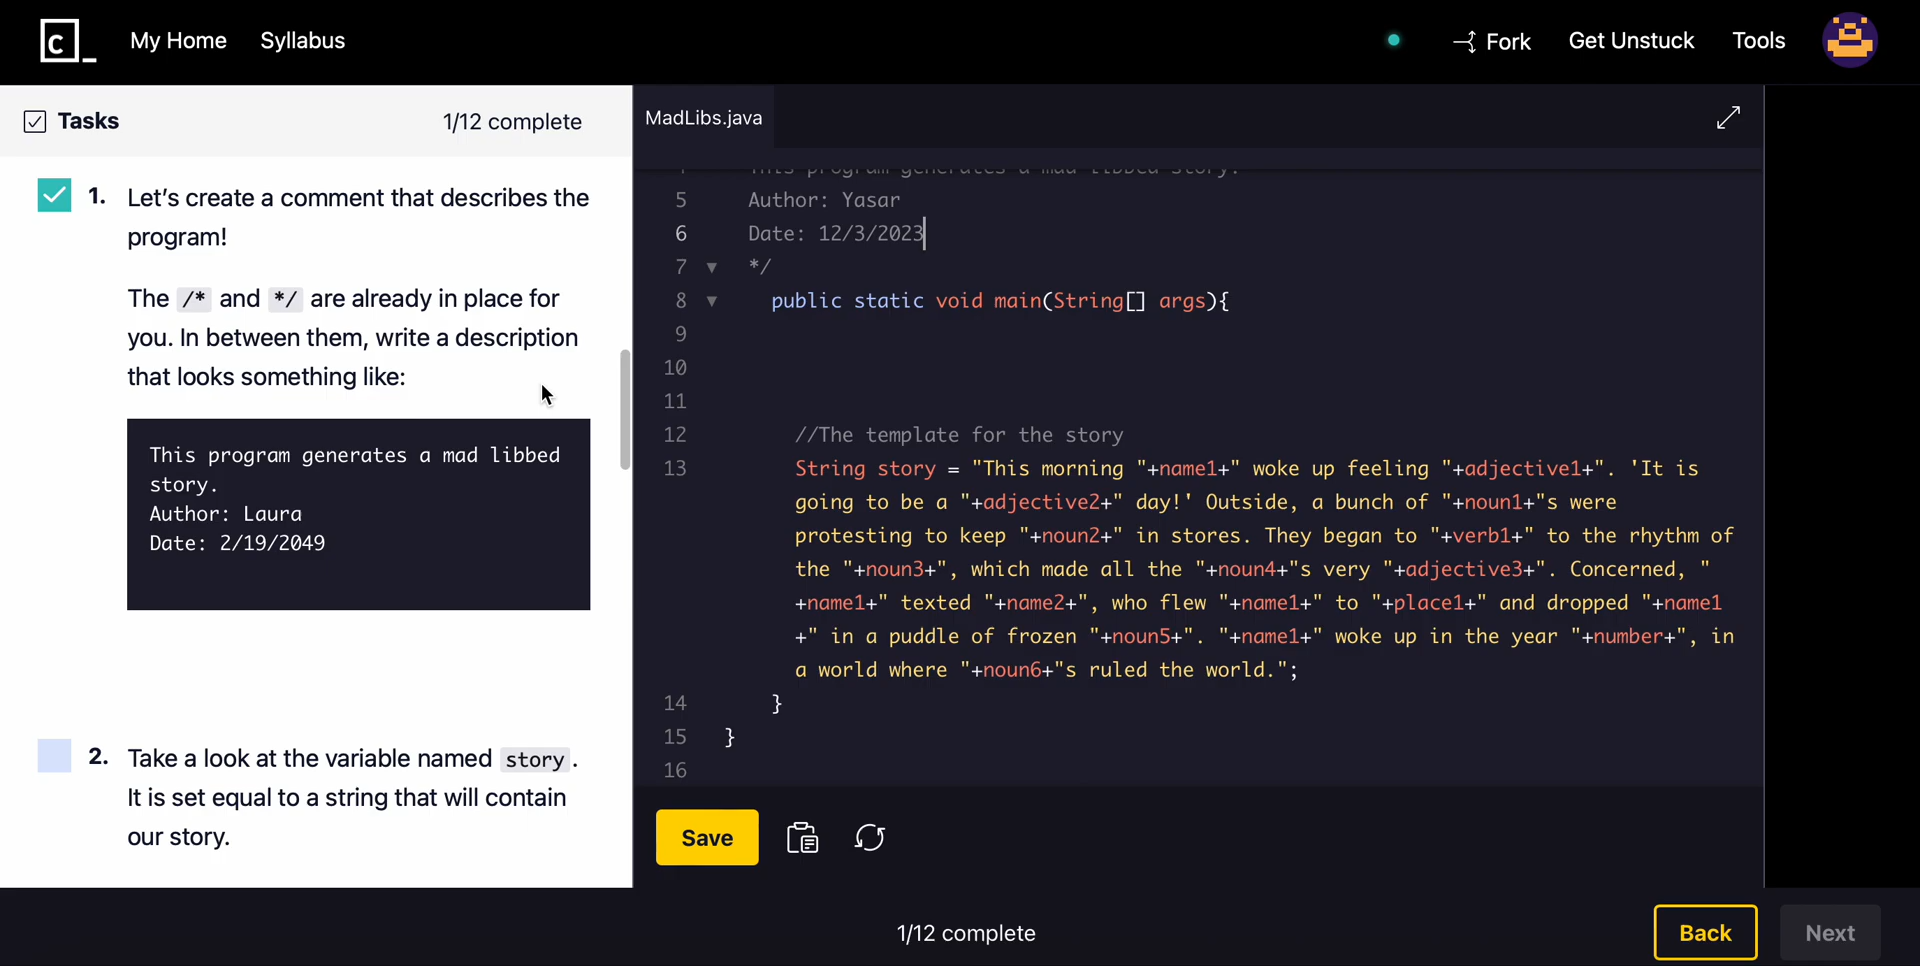 c_
My Home
Syllabus
Fork
Get Unstuck
Tools
Tasks
1/12 complete
1. Let's create a comment that describes the
program!
The /* and */ are already in place for
you. In between them, write a description
that looks something like:
This program generates a mad libbed
story.
Author: Laura
Date: 2/19/2049
2. Take a look at the variable named story.
It is set equal to a string that will contain
our story.
MadLibs.java
4 This program generates a mad libbed story.
5 Author: Yasar
6 Date: 12/3/2023
7 */
8 public static void main(String[] args){
9
10
11
12 //The template for the story
13 String story = "This morning "+name1+" woke up feeling "+adjective1+". 'It is
going to be a "+adjective2+" day!' Outside, a bunch of "+noun1+"s were
protesting to keep "+noun2+" in stores. They began to "+verb1+" to the rhythm of
the "+noun3+", which made all the "+noun4+"s very "+adjective3+". Concerned, "
+name1+" texted "+name2+", who flew "+name1+" to "+place1+" and dropped "+name1
+" in a puddle of frozen "+noun5+". "+name1+" woke up in the year "+number+", in
a world where "+noun6+"s ruled the world.";
14 }
15 }
16
Save
1/12 complete
Back
Next